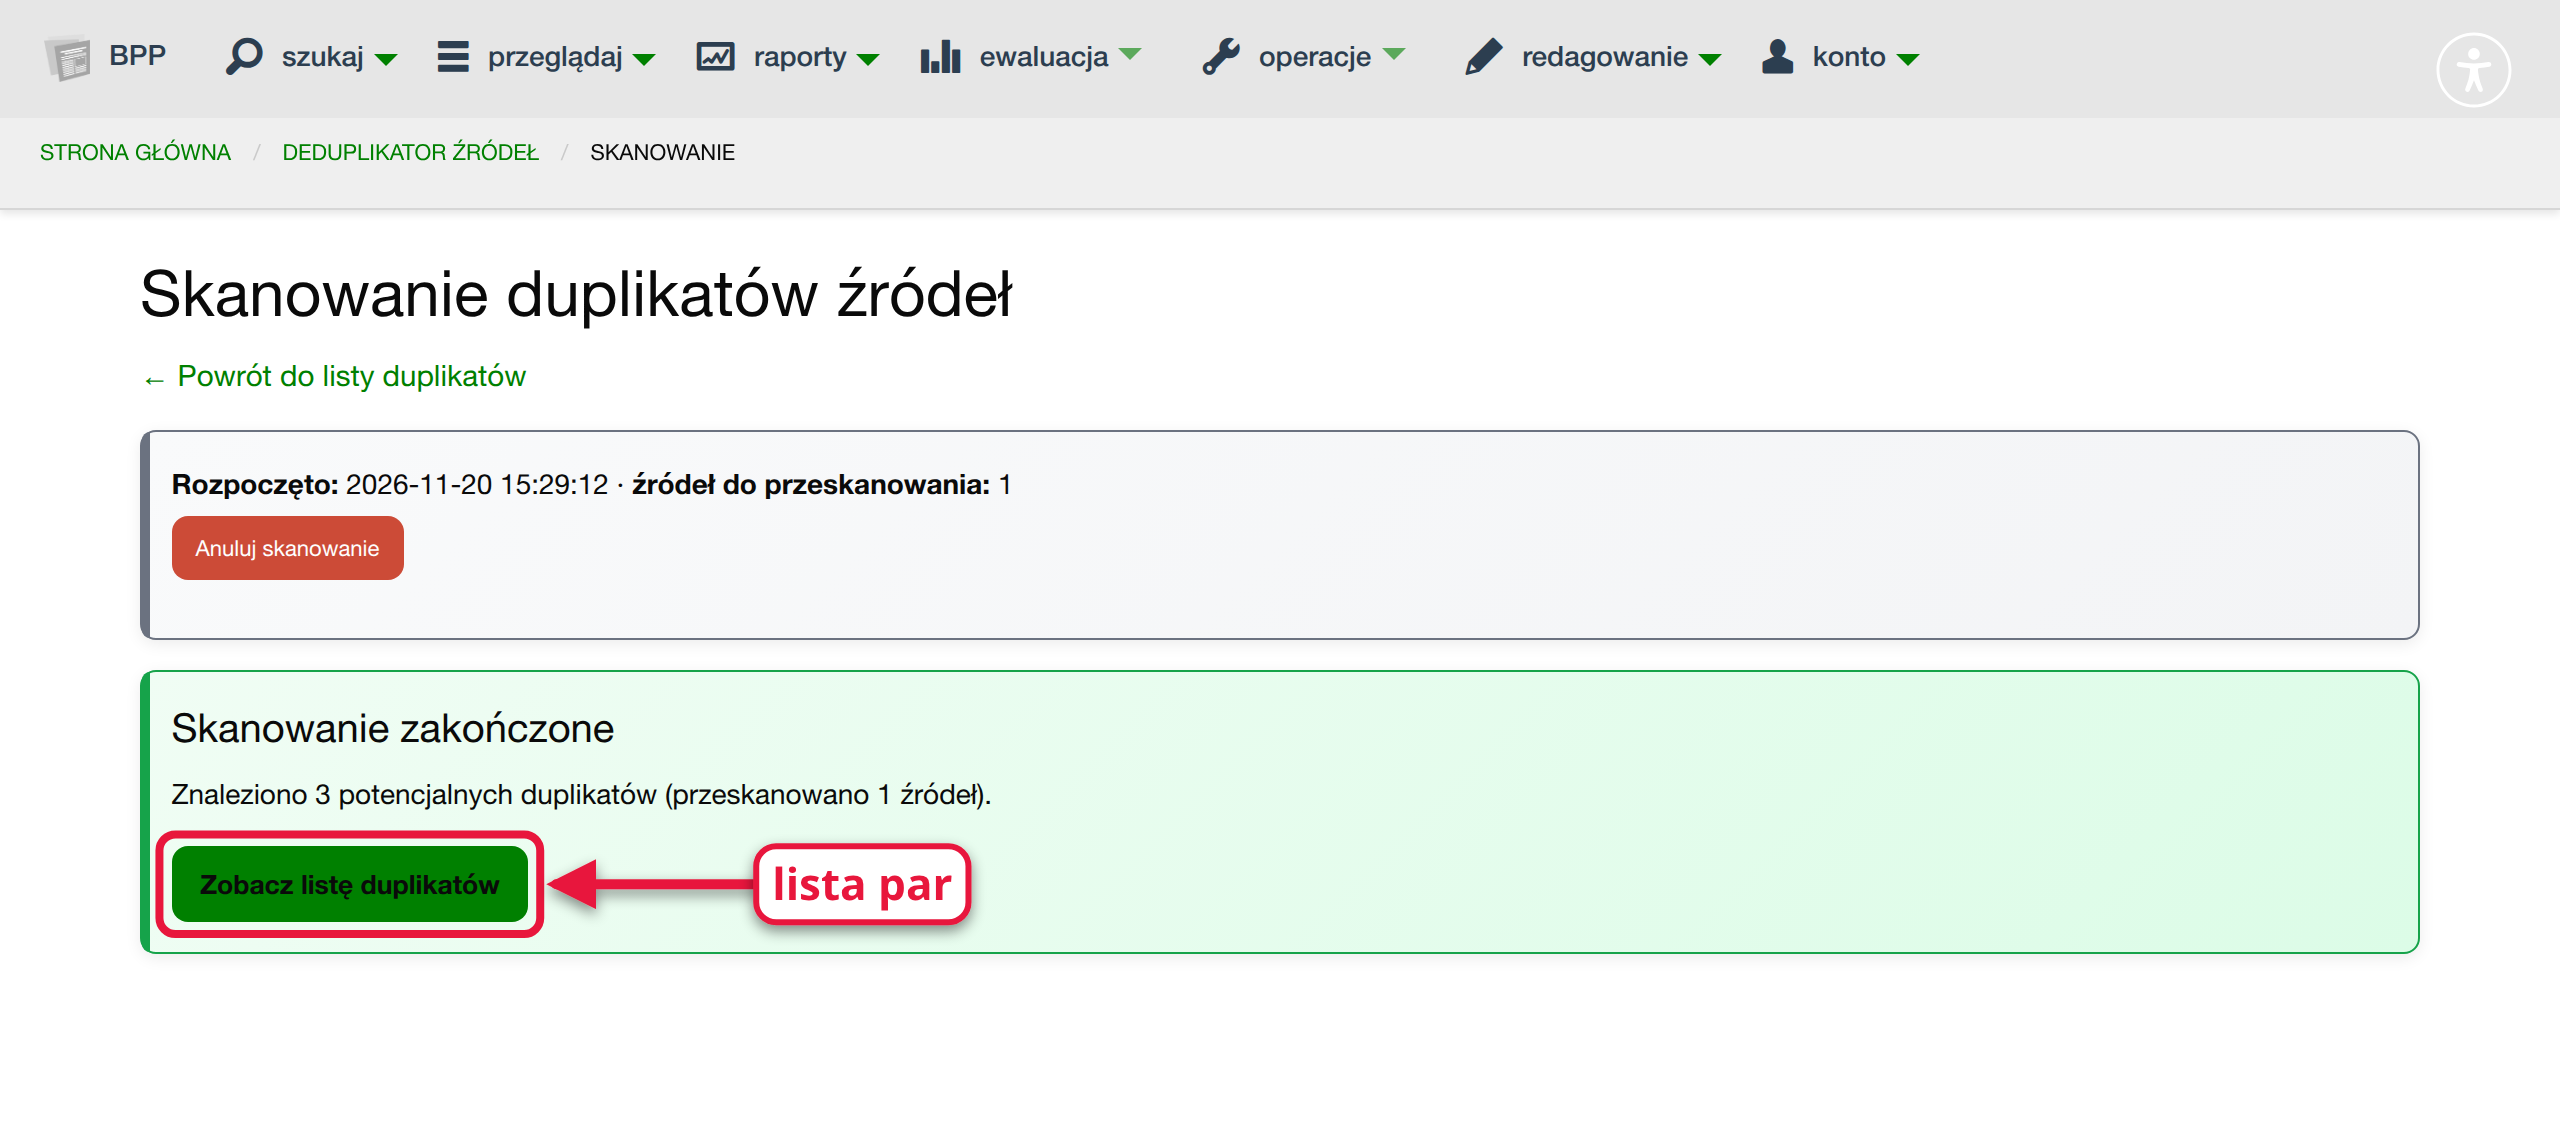 BPP szukaj przeglądaj raporty ewaluacja operacje redagowanie konto
STRONA GŁÓWNA / DEDUPLIKATOR ŹRÓDEŁ / SKANOWANIE
Skanowanie duplikatów źródeł
← Powrót do listy duplikatów
Rozpoczęto: 2026-11-20 15:29:12 · źródeł do przeskanowania: 1
Anuluj skanowanie
Skanowanie zakończone
Znaleziono 3 potencjalnych duplikatów (przeskanowano 1 źródeł).
Zobacz listę duplikatów
lista par